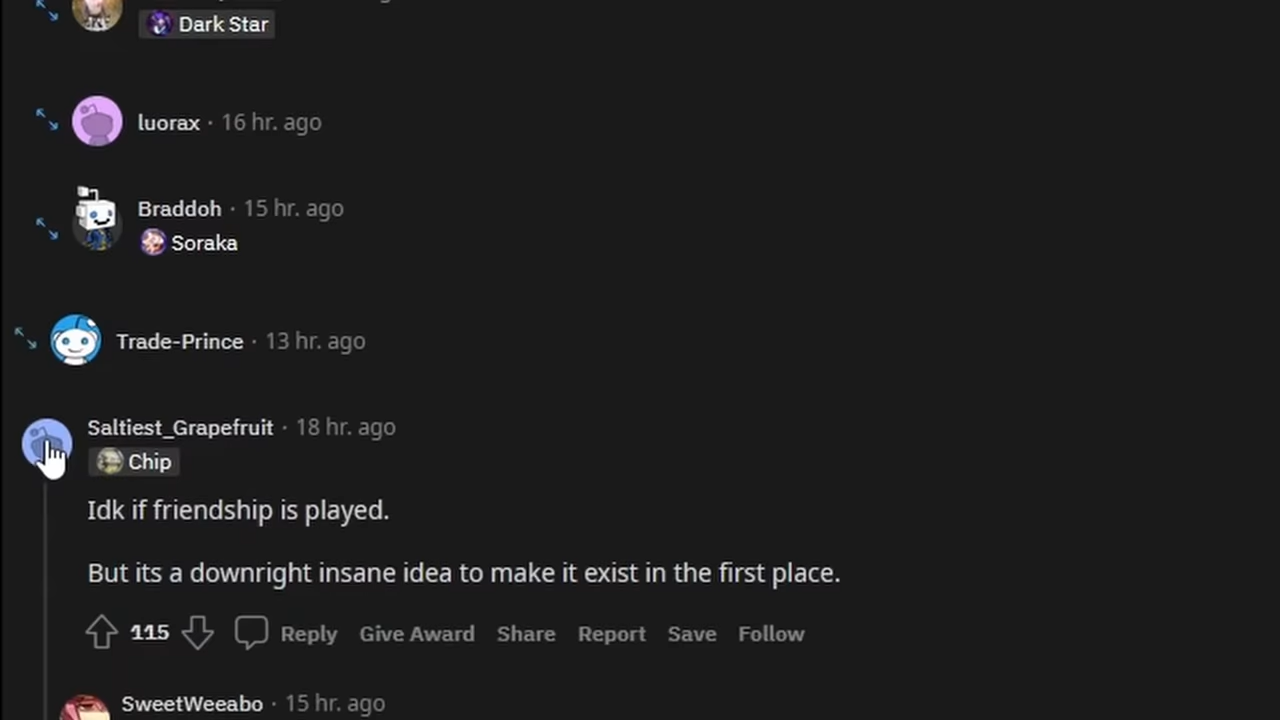 Dark Star
luorax · 16 hr. ago
Braddoh · 15 hr. ago
Soraka
Trade-Prince · 13 hr. ago
Saltiest_Grapefruit · 18 hr. ago
Chip
Idk if friendship is played.
But its a downright insane idea to make it exist in the first place.
115 Reply Give Award Share Report Save Follow
SweetWeeabo · 15 hr. ago